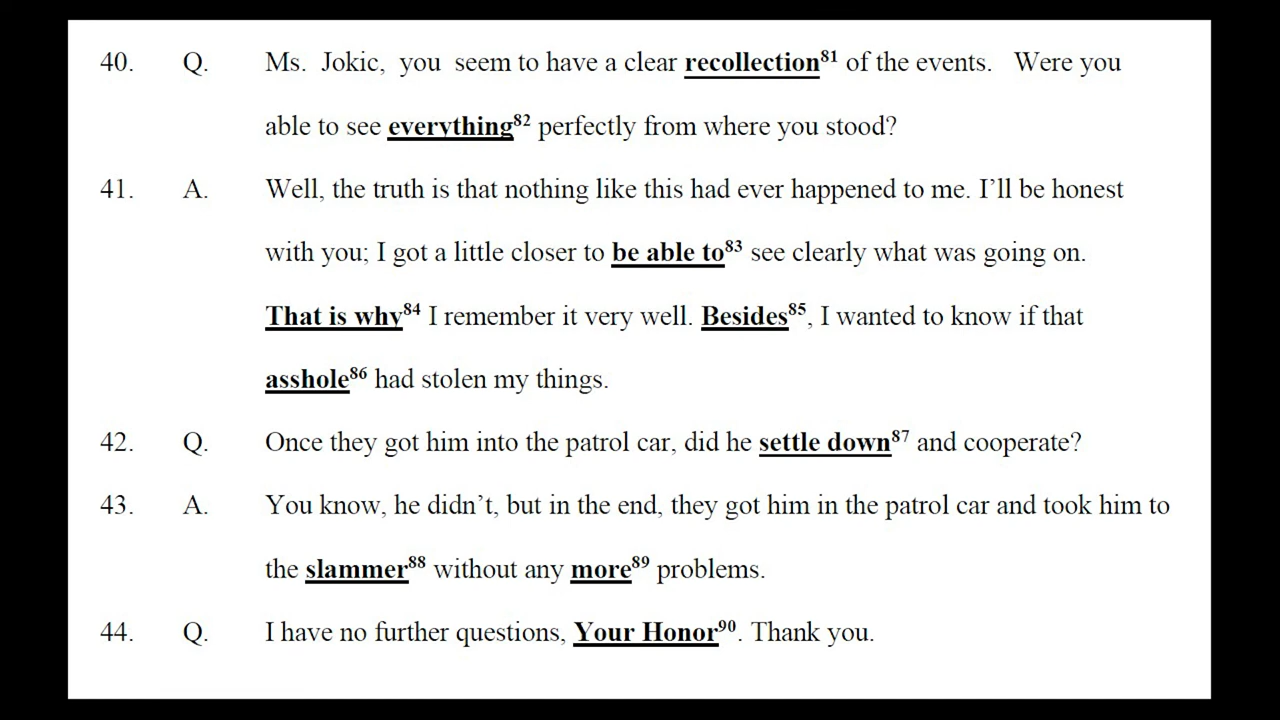 40. Q. Ms. Jokic, you seem to have a clear recollection⁸¹ of the events. Were you
able to see everything⁸² perfectly from where you stood?
41. A. Well, the truth is that nothing like this had ever happened to me. I’ll be honest
with you; I got a little closer to be able to⁸³ see clearly what was going on.
That is why⁸⁴ I remember it very well. Besides⁸⁵, I wanted to know if that
asshole⁸⁶ had stolen my things.
42. Q. Once they got him into the patrol car, did he settle down⁸⁷ and cooperate?
43. A. You know, he didn’t, but in the end, they got him in the patrol car and took him to
the slammer⁸⁸ without any more⁸⁹ problems.
44. Q. I have no further questions, Your Honor⁹⁰. Thank you.